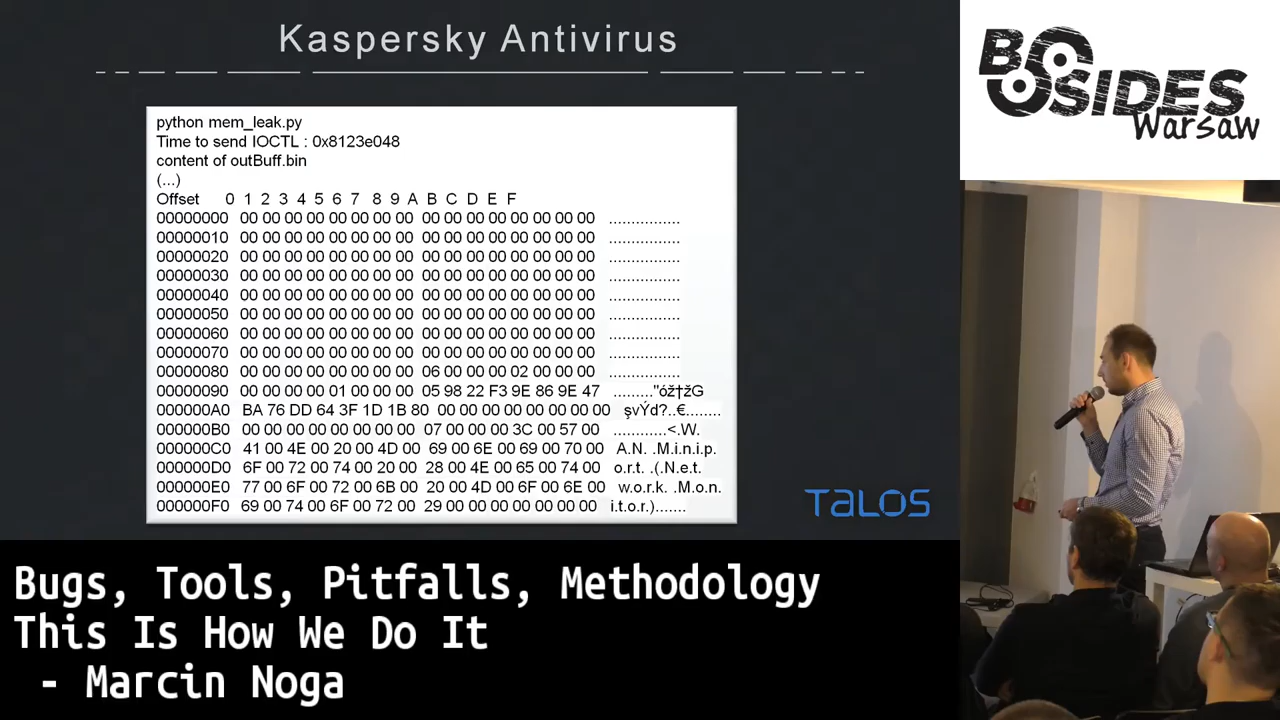 Kaspersky Antivirus
python mem_leak.py
Time to send IOCTL : 0x8123e048
content of outBuff.bin
(...)
Offset 0 1 2 3 4 5 6 7 8 9 A B C D E F
00000000 00 00 00 00 00 00 00 00 00 00 00 00 00 00 00 00 ................
00000010 00 00 00 00 00 00 00 00 00 00 00 00 00 00 00 00 ................
00000020 00 00 00 00 00 00 00 00 00 00 00 00 00 00 00 00 ................
00000030 00 00 00 00 00 00 00 00 00 00 00 00 00 00 00 00 ................
00000040 00 00 00 00 00 00 00 00 00 00 00 00 00 00 00 00 ................
00000050 00 00 00 00 00 00 00 00 00 00 00 00 00 00 00 00 ................
00000060 00 00 00 00 00 00 00 00 00 00 00 00 00 00 00 00 ................
00000070 00 00 00 00 00 00 00 00 00 00 00 00 00 00 00 00 ................
00000080 00 00 00 00 00 00 00 00 06 00 00 00 02 00 00 00 ................
00000090 00 00 00 00 01 00 00 00 05 98 22 F3 9E 86 9E 47 ........."óž†žG
000000A0 BA 76 DD 64 3F 1D 1B 80 00 00 00 00 00 00 00 00 şvÝd?..€........
000000B0 00 00 00 00 00 00 00 00 07 00 00 00 3C 00 57 00 ............<.W.
000000C0 41 00 4E 00 20 00 4D 00 69 00 6E 00 69 00 70 00 A.N. .M.i.n.i.p.
000000D0 6F 00 72 00 74 00 20 00 28 00 4E 00 65 00 74 00 o.r.t. .(.N.e.t.
000000E0 77 00 6F 00 72 00 6B 00 20 00 4D 00 6F 00 6E 00 w.o.r.k. .M.o.n.
000000F0 69 00 74 00 6F 00 72 00 29 00 00 00 00 00 00 00 i.t.o.r.).......
TALOS
BSIDES
Warsaw
Bugs, Tools, Pitfalls, Methodology
This Is How We Do It
- Marcin Noga